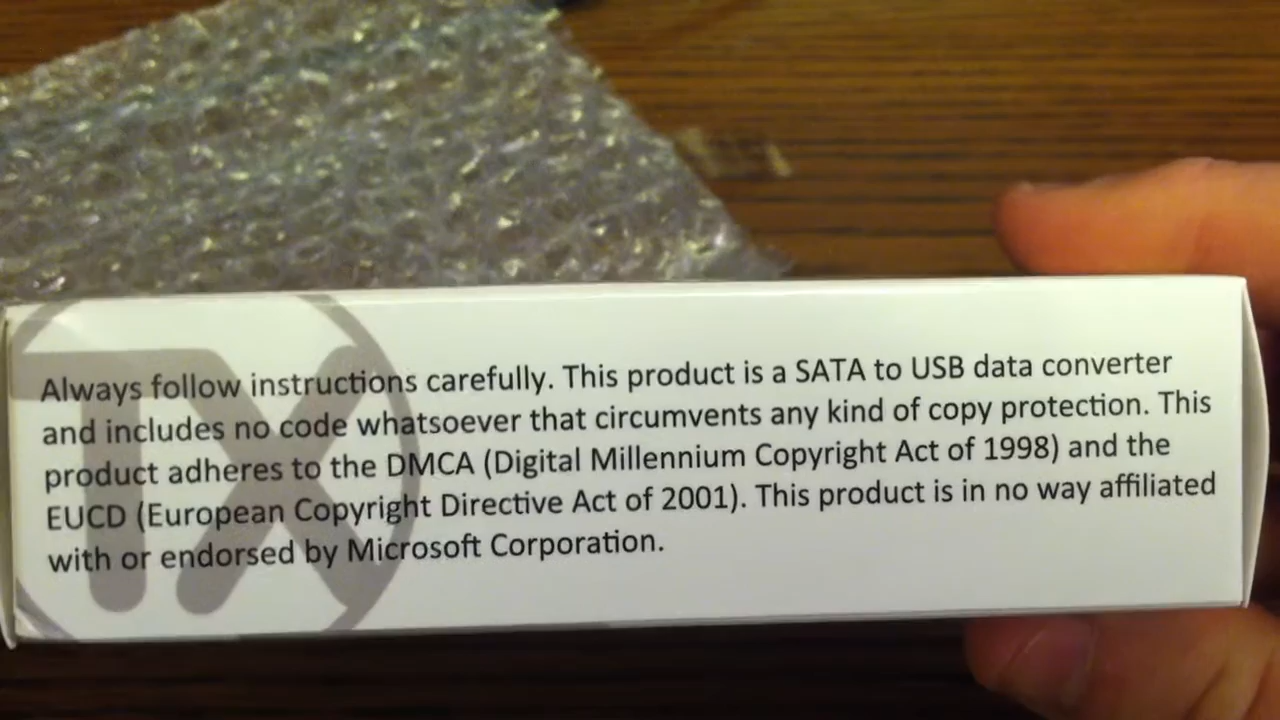 TX
Always follow instructions carefully. This product is a SATA to USB data converter
and includes no code whatsoever that circumvents any kind of copy protection. This
product adheres to the DMCA (Digital Millennium Copyright Act of 1998) and the
EUCD (European Copyright Directive Act of 2001). This product is in no way affiliated
with or endorsed by Microsoft Corporation.